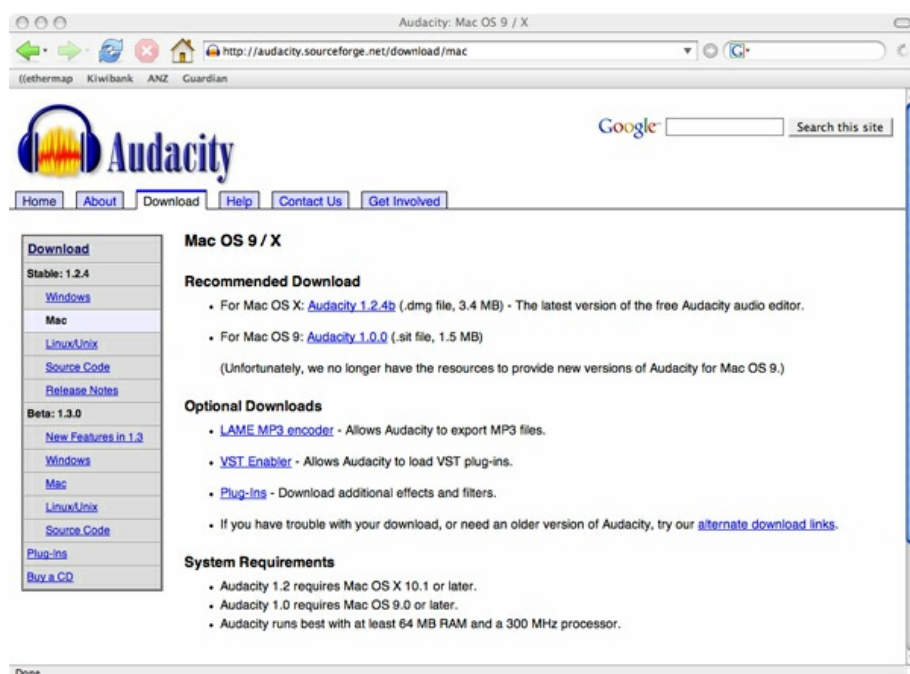 Audacity: Mac OS 9 / X
http://audacity.sourceforge.net/download/mac
G
((ethermap Kiwibank ANZ Guardian
Audacity
Google Search this site
Home About Download Help Contact Us Get Involved
Download
Stable: 1.2.4
Windows
Mac
Linux/Unix
Source Code
Release Notes
Beta: 1.3.0
New Features in 1.3
Windows
Mac
Linux/Unix
Source Code
Plug-Ins
Buy a CD
Mac OS 9 / X
Recommended Download
• For Mac OS X: Audacity 1.2.4b (.dmg file, 3.4 MB) - The latest version of the free Audacity audio editor.
• For Mac OS 9: Audacity 1.0.0 (.sit file, 1.5 MB)
(Unfortunately, we no longer have the resources to provide new versions of Audacity for Mac OS 9.)
Optional Downloads
• LAME MP3 encoder - Allows Audacity to export MP3 files.
• VST Enabler - Allows Audacity to load VST plug-ins.
• Plug-Ins - Download additional effects and filters.
• If you have trouble with your download, or need an older version of Audacity, try our alternate download links.
System Requirements
• Audacity 1.2 requires Mac OS X 10.1 or later.
• Audacity 1.0 requires Mac OS 9.0 or later.
• Audacity runs best with at least 64 MB RAM and a 300 MHz processor.
Done